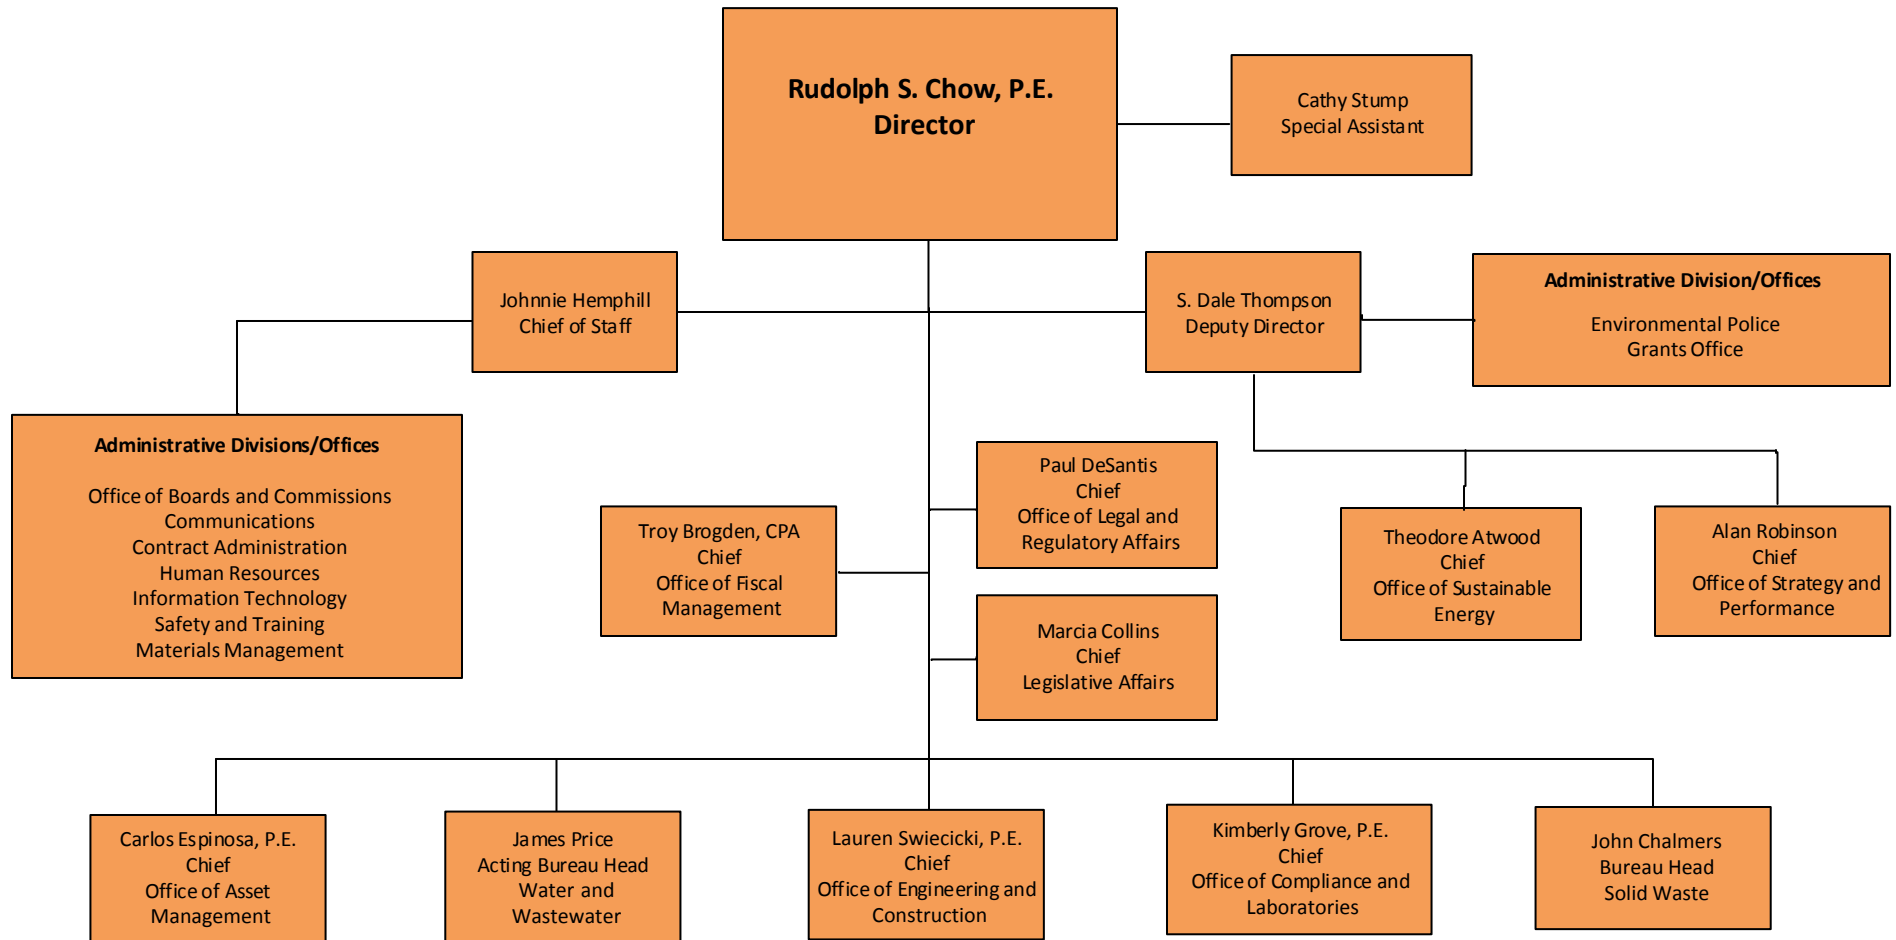 Rudolph S. Chow, P.E.
Director
Cathy Stump
Special Assistant
Johnnie Hemphill
Chief of Staff
S. Dale Thompson
Deputy Director
Administrative Division/Offices
Environmental Police
Grants Office
Administrative Divisions/Offices
Office of Boards and Commissions
Communications
Contract Administration
Human Resources
Information Technology
Safety and Training
Materials Management
Troy Brogden, CPA
Chief
Office of Fiscal
Management
Paul DeSantis
Chief
Office of Legal and
Regulatory Affairs
Marcia Collins
Chief
Legislative Affairs
Theodore Atwood
Chief
Office of Sustainable
Energy
Alan Robinson
Chief
Office of Strategy and
Performance
Carlos Espinosa, P.E.
Chief
Office of Asset
Management
James Price
Acting Bureau Head
Water and
Wastewater
Lauren Swiecicki, P.E.
Chief
Office of Engineering and
Construction
Kimberly Grove, P.E.
Chief
Office of Compliance and
Laboratories
John Chalmers
Bureau Head
Solid Waste